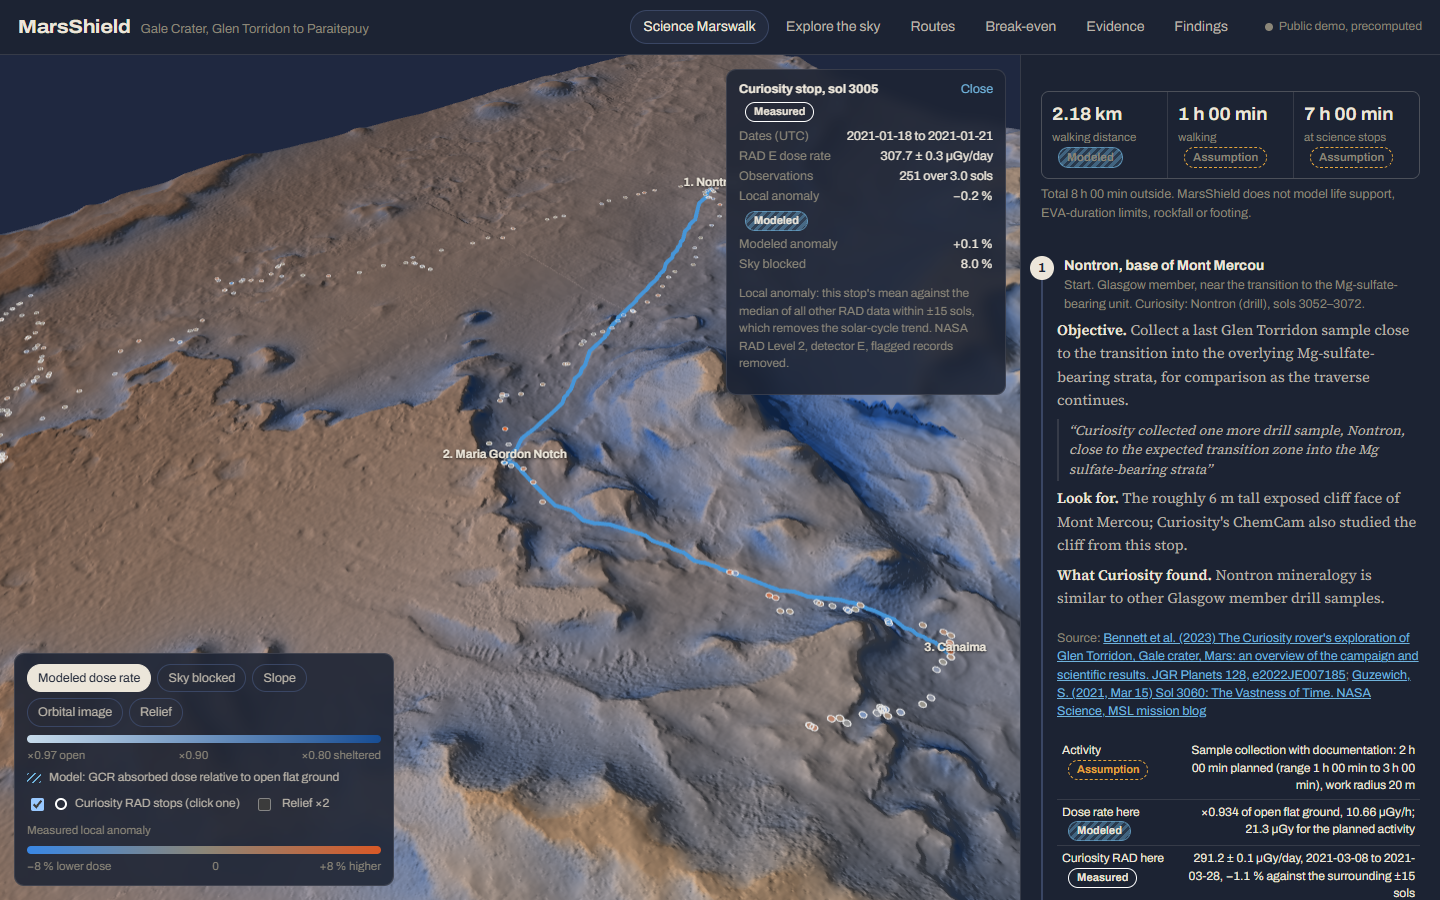 MarsShield Gale Crater, Glen Torridon to Paraitepuy
Science Marswalk Explore the sky Routes Break-even Evidence Findings Public demo, precomputed
Curiosity stop, sol 3005 Close
Measured
Dates (UTC) 2021-01-18 to 2021-01-21
RAD E dose rate 307.7 ± 0.3 µGy/day
Observations 251 over 3.0 sols
Local anomaly −0.2 %
Modeled
Modeled anomaly +0.1 %
Sky blocked 8.0 %
Local anomaly: this stop's mean against the
median of all other RAD data within ±15 sols,
which removes the solar-cycle trend. NASA
RAD Level 2, detector E, flagged records
removed.
1. Nontr
2. Maria Gordon Notch
3. Canaima
Modeled dose rate Sky blocked Slope
Orbital image Relief
×0.97 open ×0.90 ×0.80 sheltered
Model: GCR absorbed dose relative to open flat ground
Curiosity RAD stops (click one) Relief ×2
Measured local anomaly
−8 % lower dose 0 +8 % higher
2.18 km 1 h 00 min 7 h 00 min
walking distance walking at science stops
Modeled Assumption Assumption
Total 8 h 00 min outside. MarsShield does not model life support,
EVA-duration limits, rockfall or footing.
1 Nontron, base of Mont Mercou
Start. Glasgow member, near the transition to the Mg-sulfate-
bearing unit. Curiosity: Nontron (drill), sols 3052–3072.
Objective. Collect a last Glen Torridon sample close
to the transition into the overlying Mg-sulfate-
bearing strata, for comparison as the traverse
continues.
“Curiosity collected one more drill sample, Nontron,
close to the expected transition zone into the Mg
sulfate-bearing strata”
Look for. The roughly 6 m tall exposed cliff face of
Mont Mercou; Curiosity's ChemCam also studied the
cliff from this stop.
What Curiosity found. Nontron mineralogy is
similar to other Glasgow member drill samples.
Source: Bennett et al. (2023) The Curiosity rover's exploration of
Glen Torridon, Gale crater, Mars: an overview of the campaign and
scientific results. JGR Planets 128, e2022JE007185; Guzewich,
S. (2021, Mar 15) Sol 3060: The Vastness of Time. NASA
Science, MSL mission blog
Activity Sample collection with documentation: 2 h
Assumption 00 min planned (range 1 h 00 min to 3 h 00
min), work radius 20 m
Dose rate here ×0.934 of open flat ground, 10.66 µGy/h;
Modeled 21.3 µGy for the planned activity
Curiosity RAD here 291.2 ± 0.1 µGy/day, 2021-03-08 to 2021-
Measured 03-28, −1.1 % against the surrounding ±15
sols